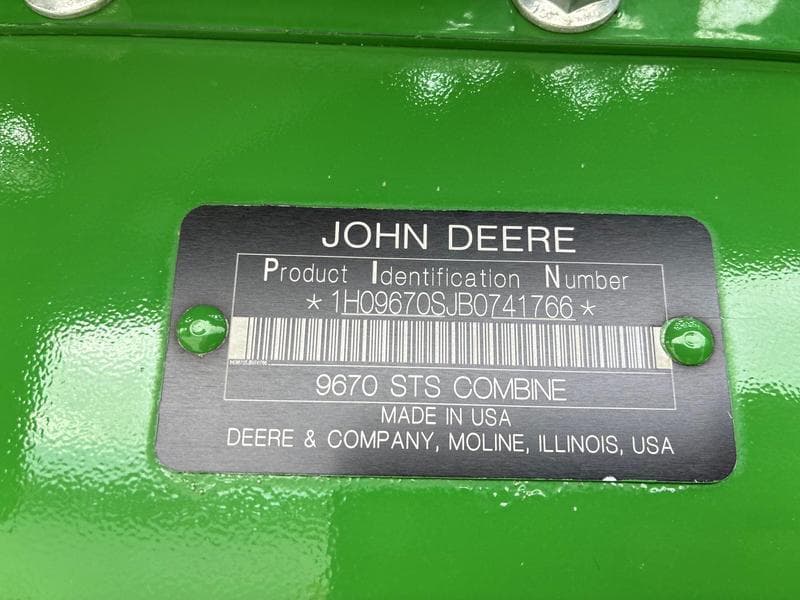 JOHN DEERE
Product Identification Number
*1H09670SJB0741766*
9670 STS COMBINE
MADE IN USA
DEERE & COMPANY, MOLINE, ILLINOIS, USA